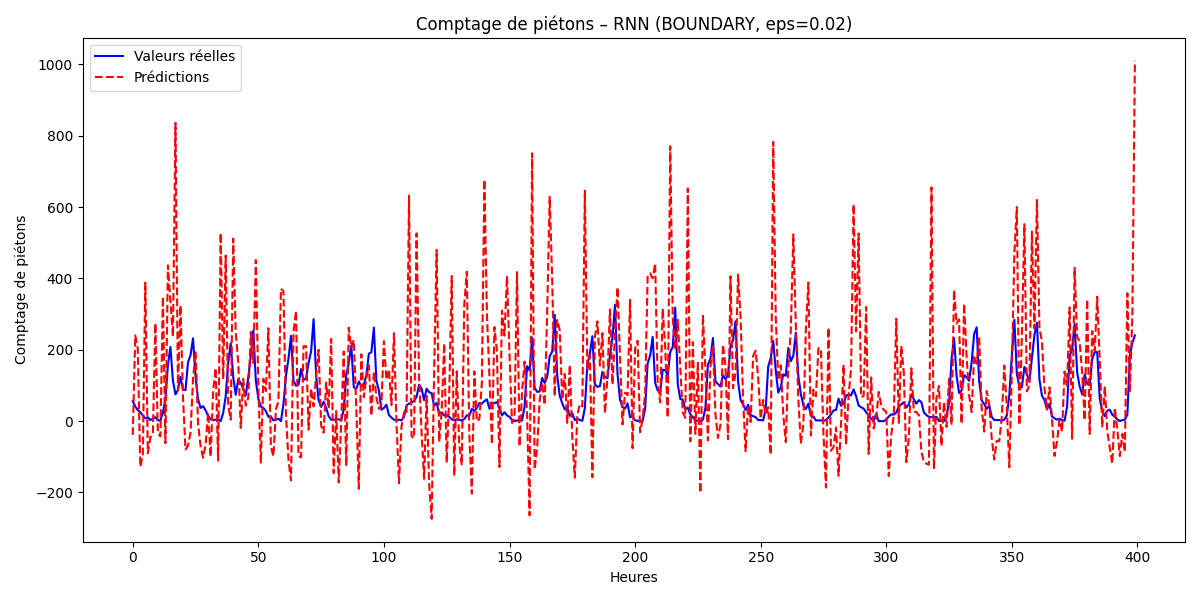 Comptage de piétons – RNN (BOUNDARY, eps=0.02)
Valeurs réelles
Prédictions
Comptage de piétons
1000
800
600
400
200
0
−200
0 50 100 150 200 250 300 350 400
Heures